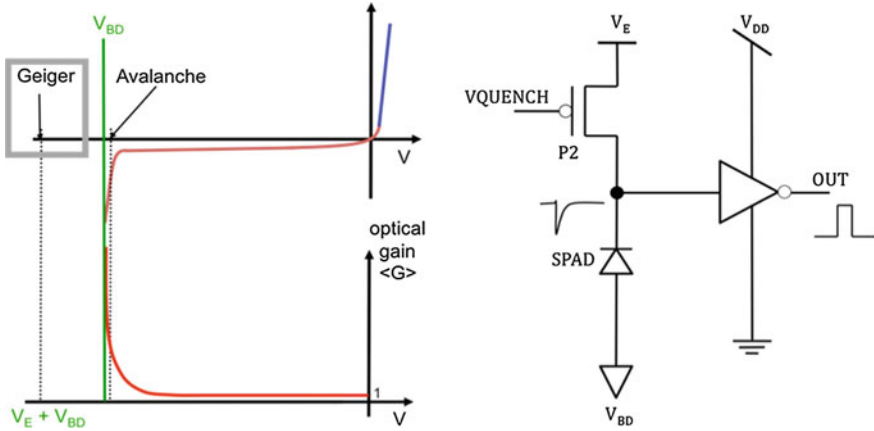 V_BD
Geiger
Avalanche
V
optical
gain
<G>
1
V_E + V_BD
V
V_E
V_DD
VQUENCH
P2
OUT
SPAD
V_BD